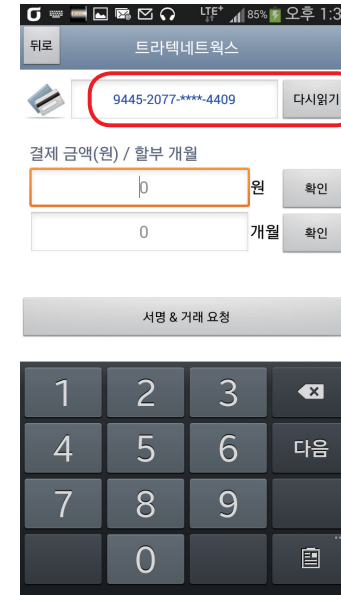 LTE+ 85% 오후 1:3
뒤로 트라텍네트웍스
9445-2077-****-4409 다시읽기
결제 금액(원) / 할부 개월
0 원 확인
0 개월 확인
서명 & 거래 요청
1 2 3
4 5 6 다음
7 8 9
0